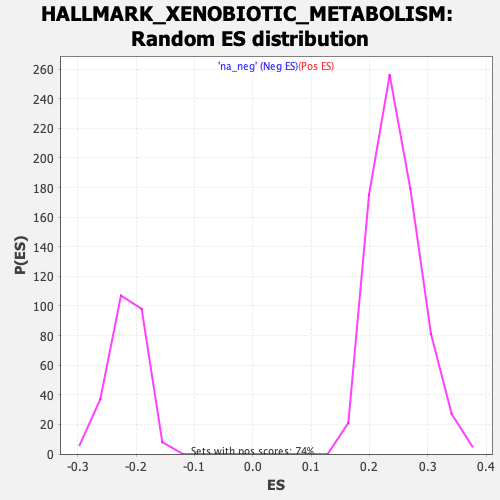 HALLMARK_XENOBIOTIC_METABOLISM:
Random ES distribution
'na_neg' (Neg ES)(Pos ES)
260
240
220
200
180
160
140
120
100
80
60
40
20
0
P(ES)
Sets with pos scores: 74%
-0.3 -0.2 -0.1 0.0 0.1 0.2 0.3 0.4
ES